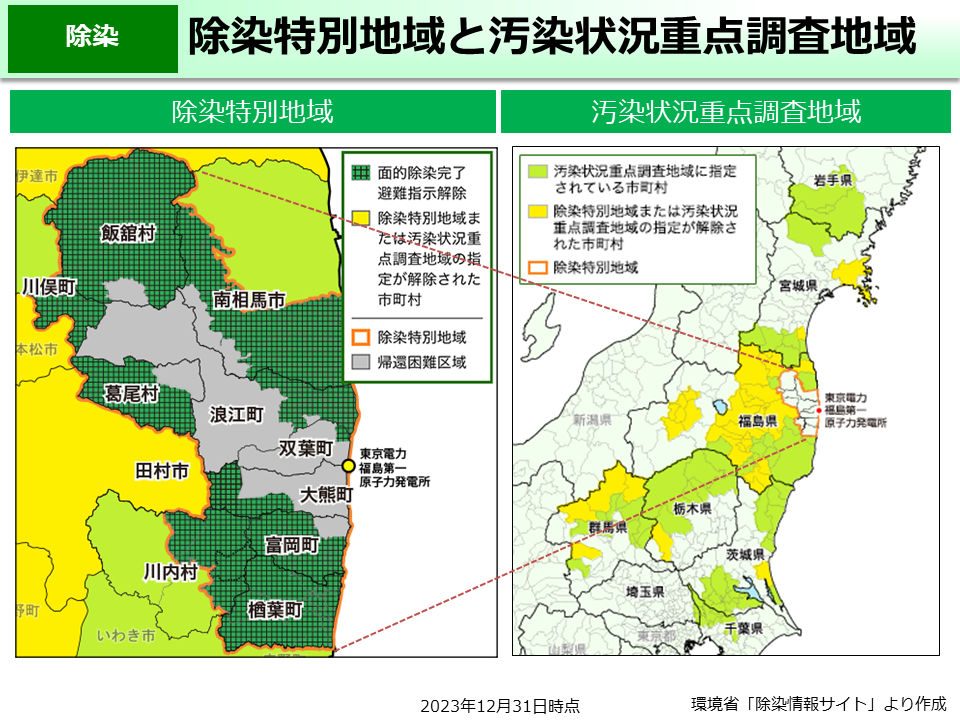 除染
除染特別地域と汚染状況重点調査地域
除染特別地域
汚染状況重点調査地域
伊達市
飯舘村
川俣町
南相馬市
本松市
葛尾村
浪江町
双葉町
田村市
大熊町
富岡町
川内村
楢葉町
野町
いわき市
東京電力
福島第一
原子力発電所
面的除染完了
避難指示解除
除染特別地域ま
たは汚染状況重
点調査地域の指
定が解除された
市町村
除染特別地域
帰還困難区域
汚染状況重点調査地域に指定
されている市町村
除染特別地域または汚染状況
重点調査地域の指定が解除さ
れた市町村
除染特別地域
岩手県
宮城県
新潟県
福島県
東京電力
福島第一
原子力発電所
栃木県
群馬県
茨城県
埼玉県
東京都
千葉県
山梨県
2023年12月31日時点
環境省「除染情報サイト」より作成